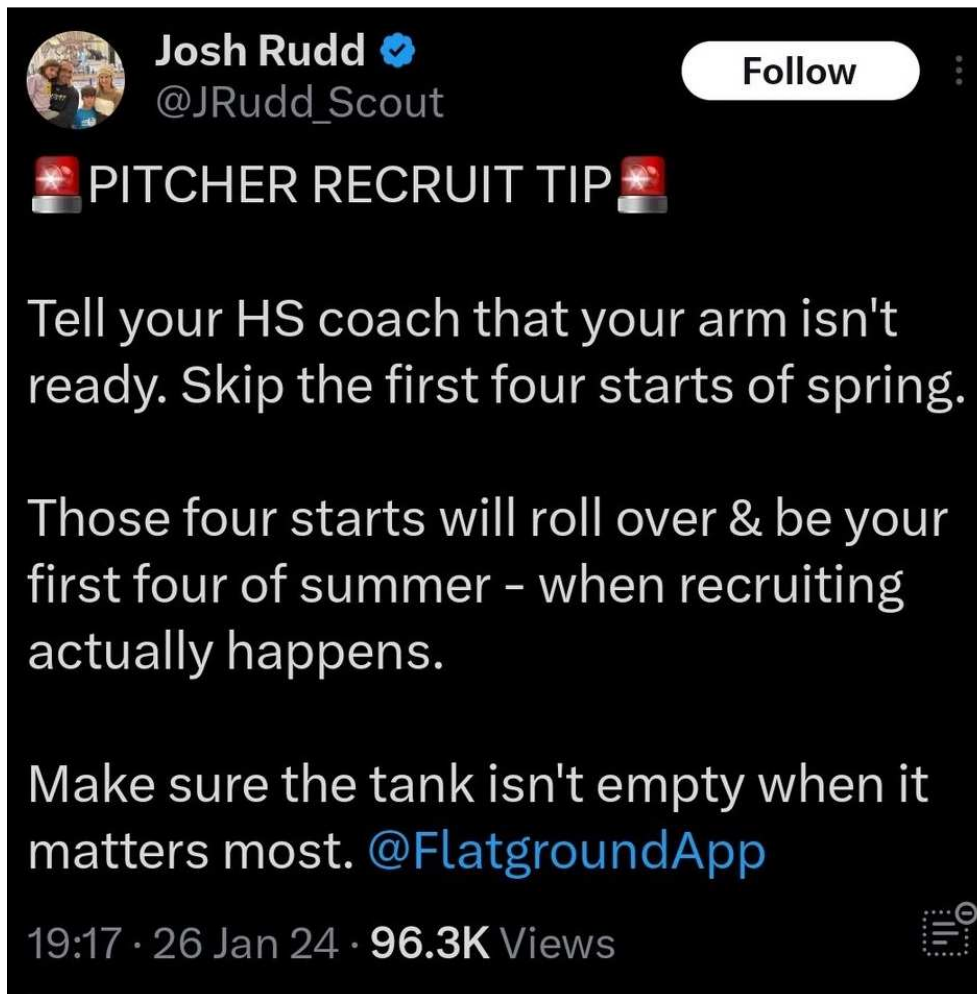 Josh Rudd
@JRudd_Scout
Follow
🚨PITCHER RECRUIT TIP🚨
Tell your HS coach that your arm isn't
ready. Skip the first four starts of spring.
Those four starts will roll over & be your
first four of summer - when recruiting
actually happens.
Make sure the tank isn't empty when it
matters most. @FlatgroundApp
19:17 · 26 Jan 24 · 96.3K Views